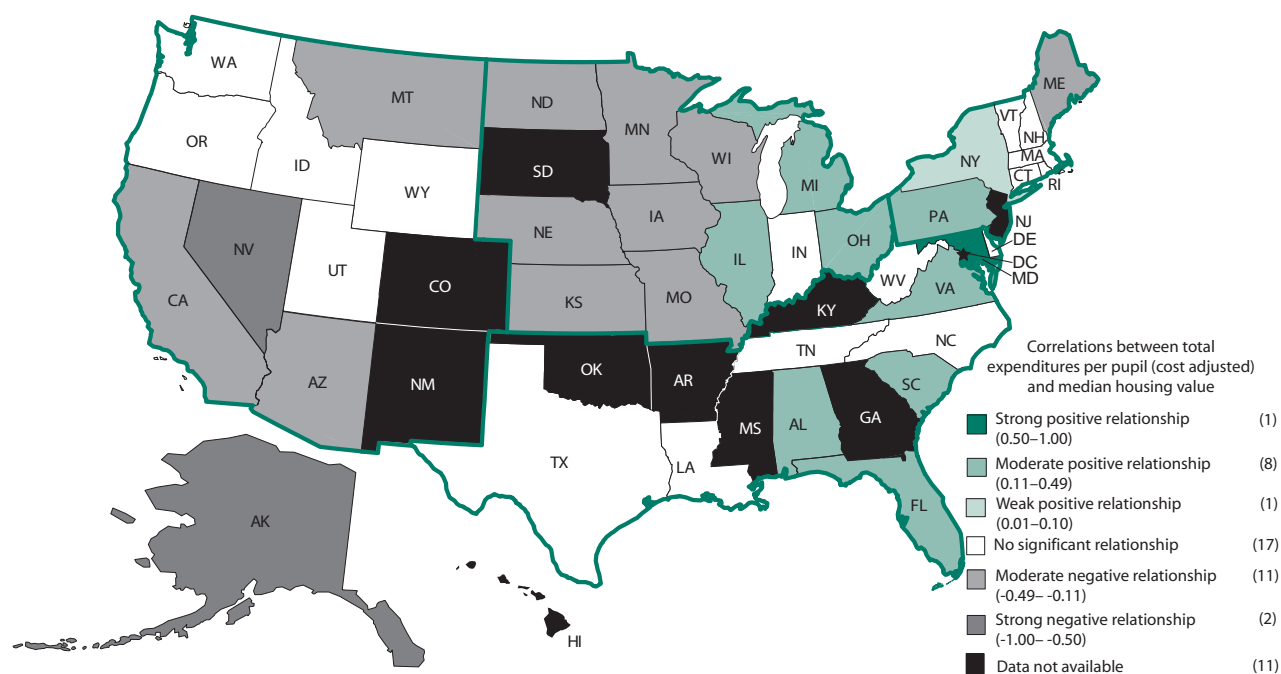 WA
MT
ND
MN
ME
VT
NH
OR
ID
SD
WI
NY
MA
CT
RI
WY
MI
IA
PA
NJ
NE
OH
DE
NV
UT
IL
IN
DC
MD
CO
WV
VA
CA
KS
MO
KY
NC
TN
AZ
NM
OK
AR
SC
MS
AL
GA
TX
LA
FL
AK
HI
Correlations between total
expenditures per pupil (cost adjusted)
and median housing value
Strong positive relationship (1)
(0.50–1.00)
Moderate positive relationship (8)
(0.11–0.49)
Weak positive relationship (1)
(0.01–0.10)
No significant relationship (17)
Moderate negative relationship (11)
(-0.49– -0.11)
Strong negative relationship (2)
(-1.00– -0.50)
Data not available (11)